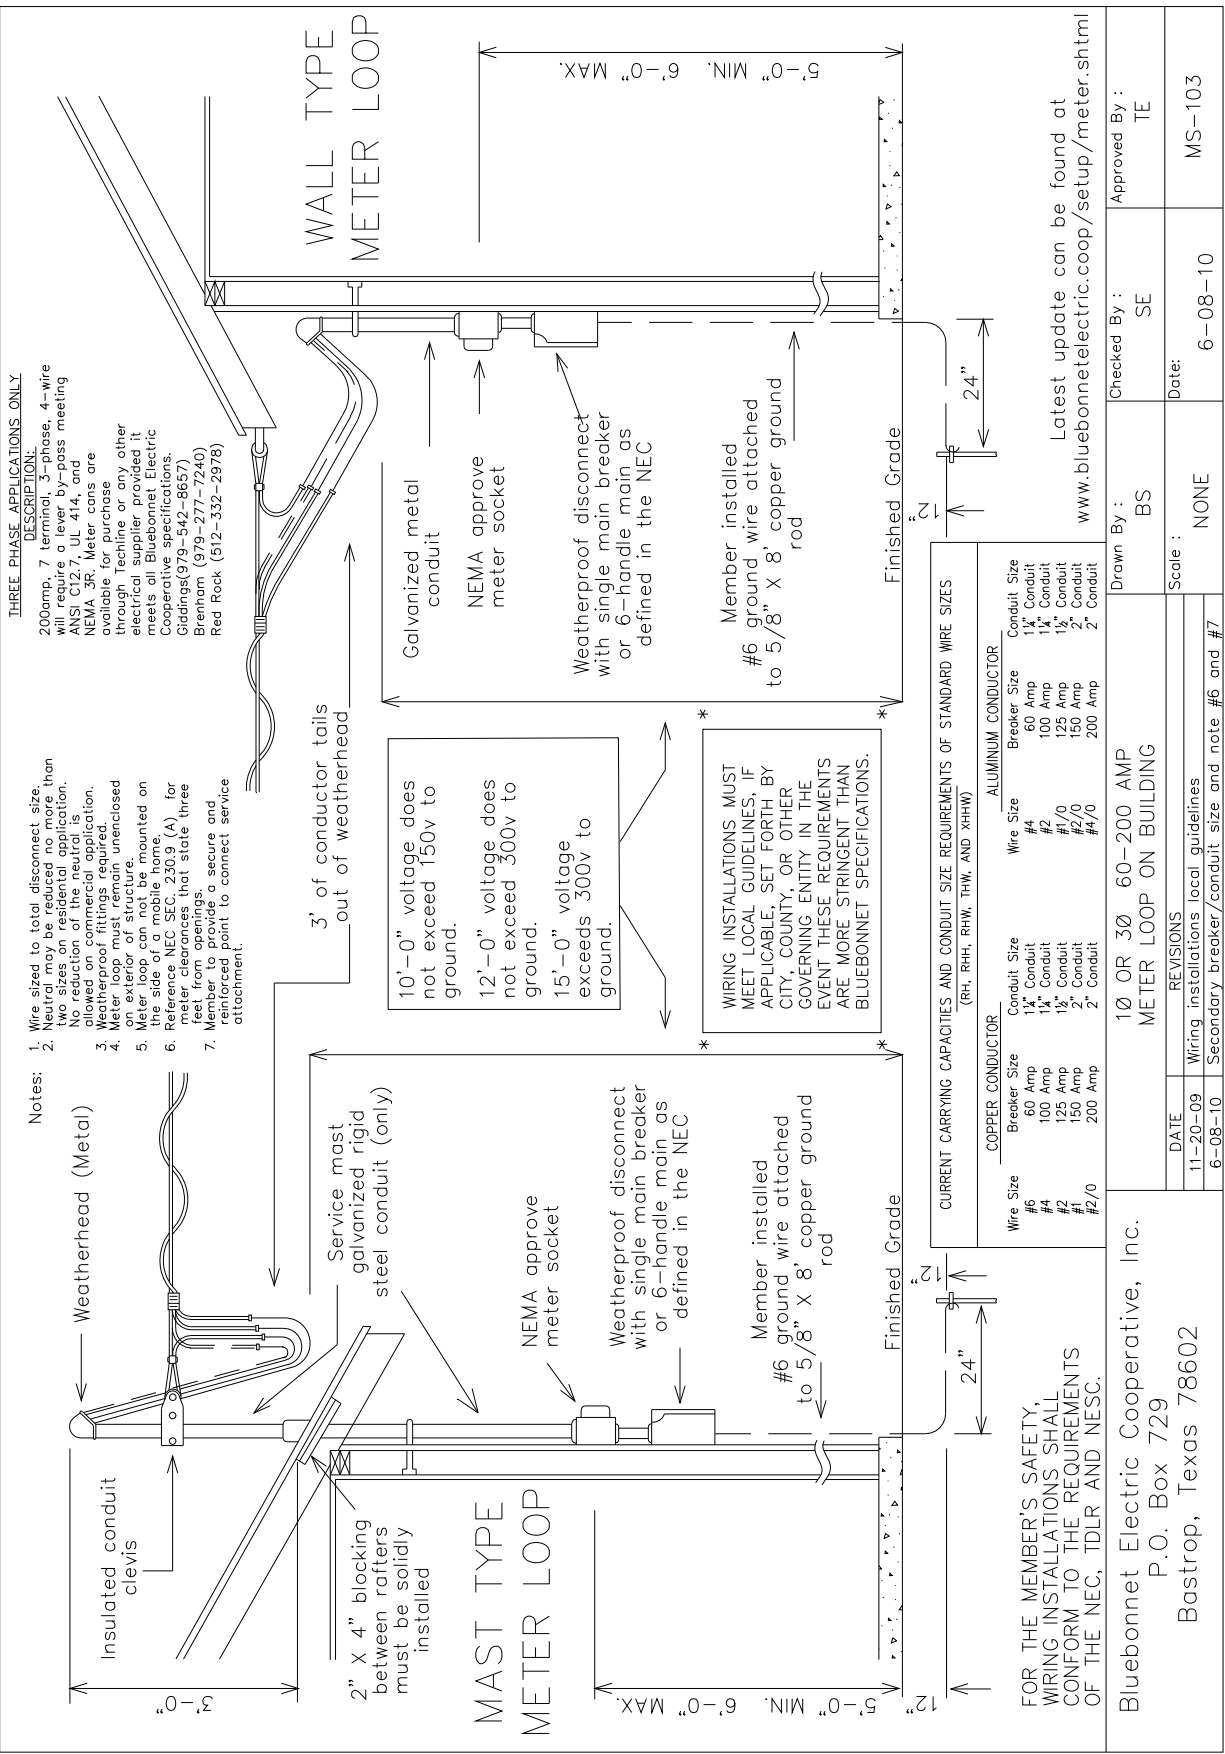 Notes:
1. Wire sized to total disconnect size.
2. Neutral may be reduced no more than
two sizes on residental application.
No reduction of the neutral is
allowed on commercial application.
3. Weatherproof fittings required.
4. Meter loop must remain unenclosed
on exterior of structure.
5. Meter loop can not be mounted on
the side of a mobile home.
6. Reference NEC SEC. 230.9 (A) for
meter clearances that state three
feet from openings.
7. Member to provide a secure and
reinforced point to connect service
attachment.
THREE PHASE APPLICATIONS ONLY
DESCRIPTION:
200amp, 7 terminal, 3-phase, 4-wire
will require a lever by-pass meeting
ANSI C12.7, UL 414, and
NEMA 3R. Meter cans are
available for purchase
through Techline or any other
electrical supplier provided it
meets all Bluebonnet Electric
Cooperative specifications.
Giddings(979-542-8657)
Brenham (979-277-7240)
Red Rock (512-332-2978)
Insulated conduit
clevis
Weatherhead (Metal)
3'-0"
2" X 4" blocking
between rafters
must be solidly
installed
MAST TYPE
METER LOOP
6'-0" MAX.
5'-0" MIN.
12"
Service mast
galvanized rigid
steel conduit (only)
NEMA approve
meter socket
Weatherproof disconnect
with single main breaker
or 6-handle main as
defined in the NEC
Member installed
#6 ground wire attached
to 5/8" X 8' copper ground
rod
Finished Grade
12"
24"
3' of conductor tails
out of weatherhead
10'-0" voltage does
not exceed 150v to
ground.
12'-0" voltage does
not exceed 300v to
ground.
15'-0" voltage
exceeds 300v to
ground.
* *
WIRING INSTALLATIONS MUST
MEET LOCAL GUIDELINES, IF
APPLICABLE, SET FORTH BY
CITY, COUNTY, OR OTHER
GOVERNING ENTITY IN THE
EVENT THESE REQUIREMENTS
ARE MORE STRINGENT THAN
BLUEBONNET SPECIFICATIONS.
* *
WALL TYPE
METER LOOP
6'-0" MAX.
5'-0" MIN.
Galvanized metal
conduit
NEMA approve
meter socket
Weatherproof disconnect
with single main breaker
or 6-handle main as
defined in the NEC
Member installed
#6 ground wire attached
to 5/8" X 8' copper ground
rod
Finished Grade
12"
24"
FOR THE MEMBER'S SAFETY,
WIRING INSTALLATIONS SHALL
CONFORM TO THE REQUIREMENTS
OF THE NEC, TDLR AND NESC.
CURRENT CARRYING CAPACITIES AND CONDUIT SIZE REQUIREMENTS OF STANDARD WIRE SIZES
(RH, RHH, RHW, THW, AND XHHW)
COPPER CONDUCTOR ALUMINUM CONDUCTOR
Wire Size Breaker Size Conduit Size Wire Size Breaker Size Conduit Size
#6 60 Amp 1¼" Conduit #4 60 Amp 1¼" Conduit
#4 100 Amp 1¼" Conduit #2 100 Amp 1¼" Conduit
#2 125 Amp 1½" Conduit #1/0 125 Amp 1½" Conduit
#1 150 Amp 2" Conduit #2/0 150 Amp 2" Conduit
#2/0 200 Amp 2" Conduit #4/0 200 Amp 2" Conduit
Latest update can be found at
www.bluebonnetelectric.coop/setup/meter.shtml
Bluebonnet Electric Cooperative, Inc.
P.O. Box 729
Bastrop, Texas 78602
1Ø OR 3Ø 60-200 AMP
METER LOOP ON BUILDING
DATE REVISIONS
11-20-09 Wiring installations local guidelines
6-08-10 Secondary breaker/conduit size and note #6 and #7
Drawn By : BS
Checked By : SE
Approved By : TE
Scale : NONE
Date: 6-08-10
MS-103